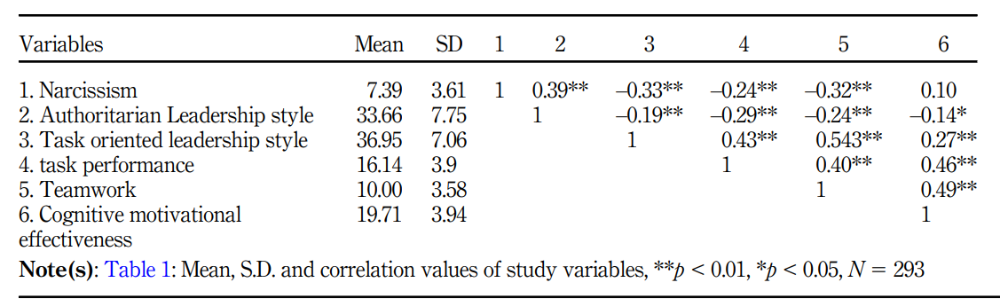 Variables Mean SD 1 2 3 4 5 6
1. Narcissism 7.39 3.61 1 0.39** –0.33** –0.24** –0.32** 0.10
2. Authoritarian Leadership style 33.66 7.75 1 –0.19** –0.29** –0.24** –0.14*
3. Task oriented leadership style 36.95 7.06 1 0.43** 0.543** 0.27**
4. task performance 16.14 3.9 1 0.40** 0.46**
5. Teamwork 10.00 3.58 1 0.49**
6. Cognitive motivational 19.71 3.94 1
effectiveness
Note(s): Table 1: Mean, S.D. and correlation values of study variables, **p < 0.01, *p < 0.05, N = 293